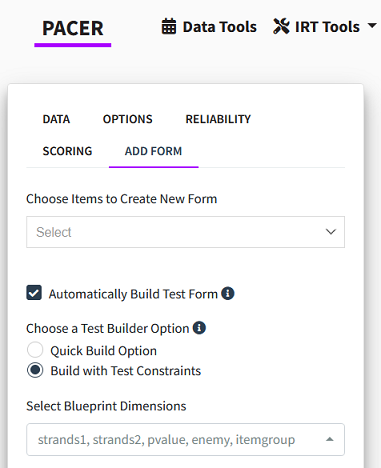 PACER Data Tools IRT Tools
DATA OPTIONS RELIABILITY
SCORING ADD FORM
Choose Items to Create New Form
Select
Automatically Build Test Form
Choose a Test Builder Option
Quick Build Option
Build with Test Constraints
Select Blueprint Dimensions
strands1, strands2, pvalue, enemy, itemgroup